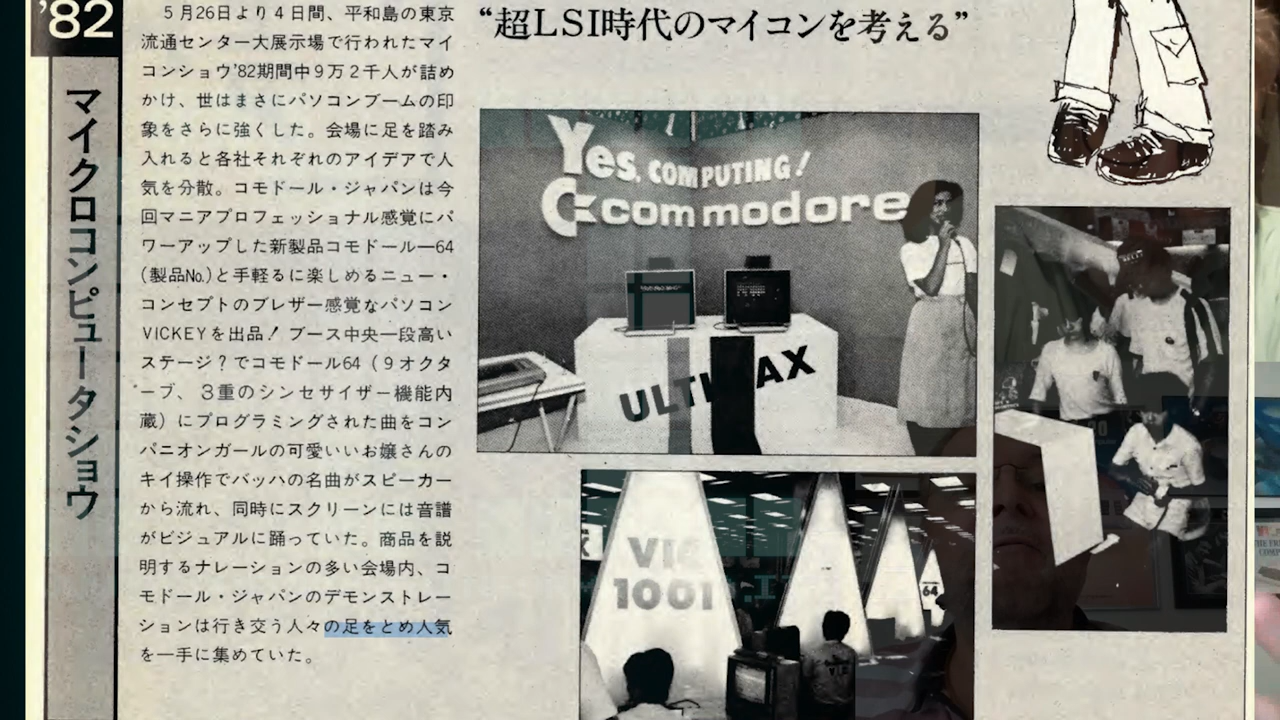 '82
マイクロコンピュータショウ
5月26日より4日間、平和島の東京
流通センター大展示場で行われたマイ
コンショウ'82期間中9万2千人が詰め
かけ、世はまさにパソコンブームの印
象をさらに強くした。会場に足を踏み
入れると各社それぞれのアイデアで人
気を分散。コモドール・ジャパンは今
回マニアプロフェッショナル感覚にパ
ワーアップした新製品コモドール―64
(製品No.)と手軽るに楽しめるニュー・
コンセプトのブレザー感覚なパソコン
VICKEYを出品！ブース中央一段高い
ステージ？でコモドール64（9オクタ
ーブ、3重のシンセサイザー機能内
蔵）にプログラミングされた曲をコン
パニオンガールの可愛いいお嬢さんの
キイ操作でバッハの名曲がスピーカー
から流れ、同時にスクリーンには音譜
がビジュアルに踊っていた。商品を説
明するナレーションの多い会場内、コ
モドール・ジャパンのデモンストレー
ションは行き交う人々の足をとめ人気
を一手に集めていた。
“超LSI時代のマイコンを考える”
Yes, COMPUTING!
commodore
ULTIMAX
VIC
1001
64